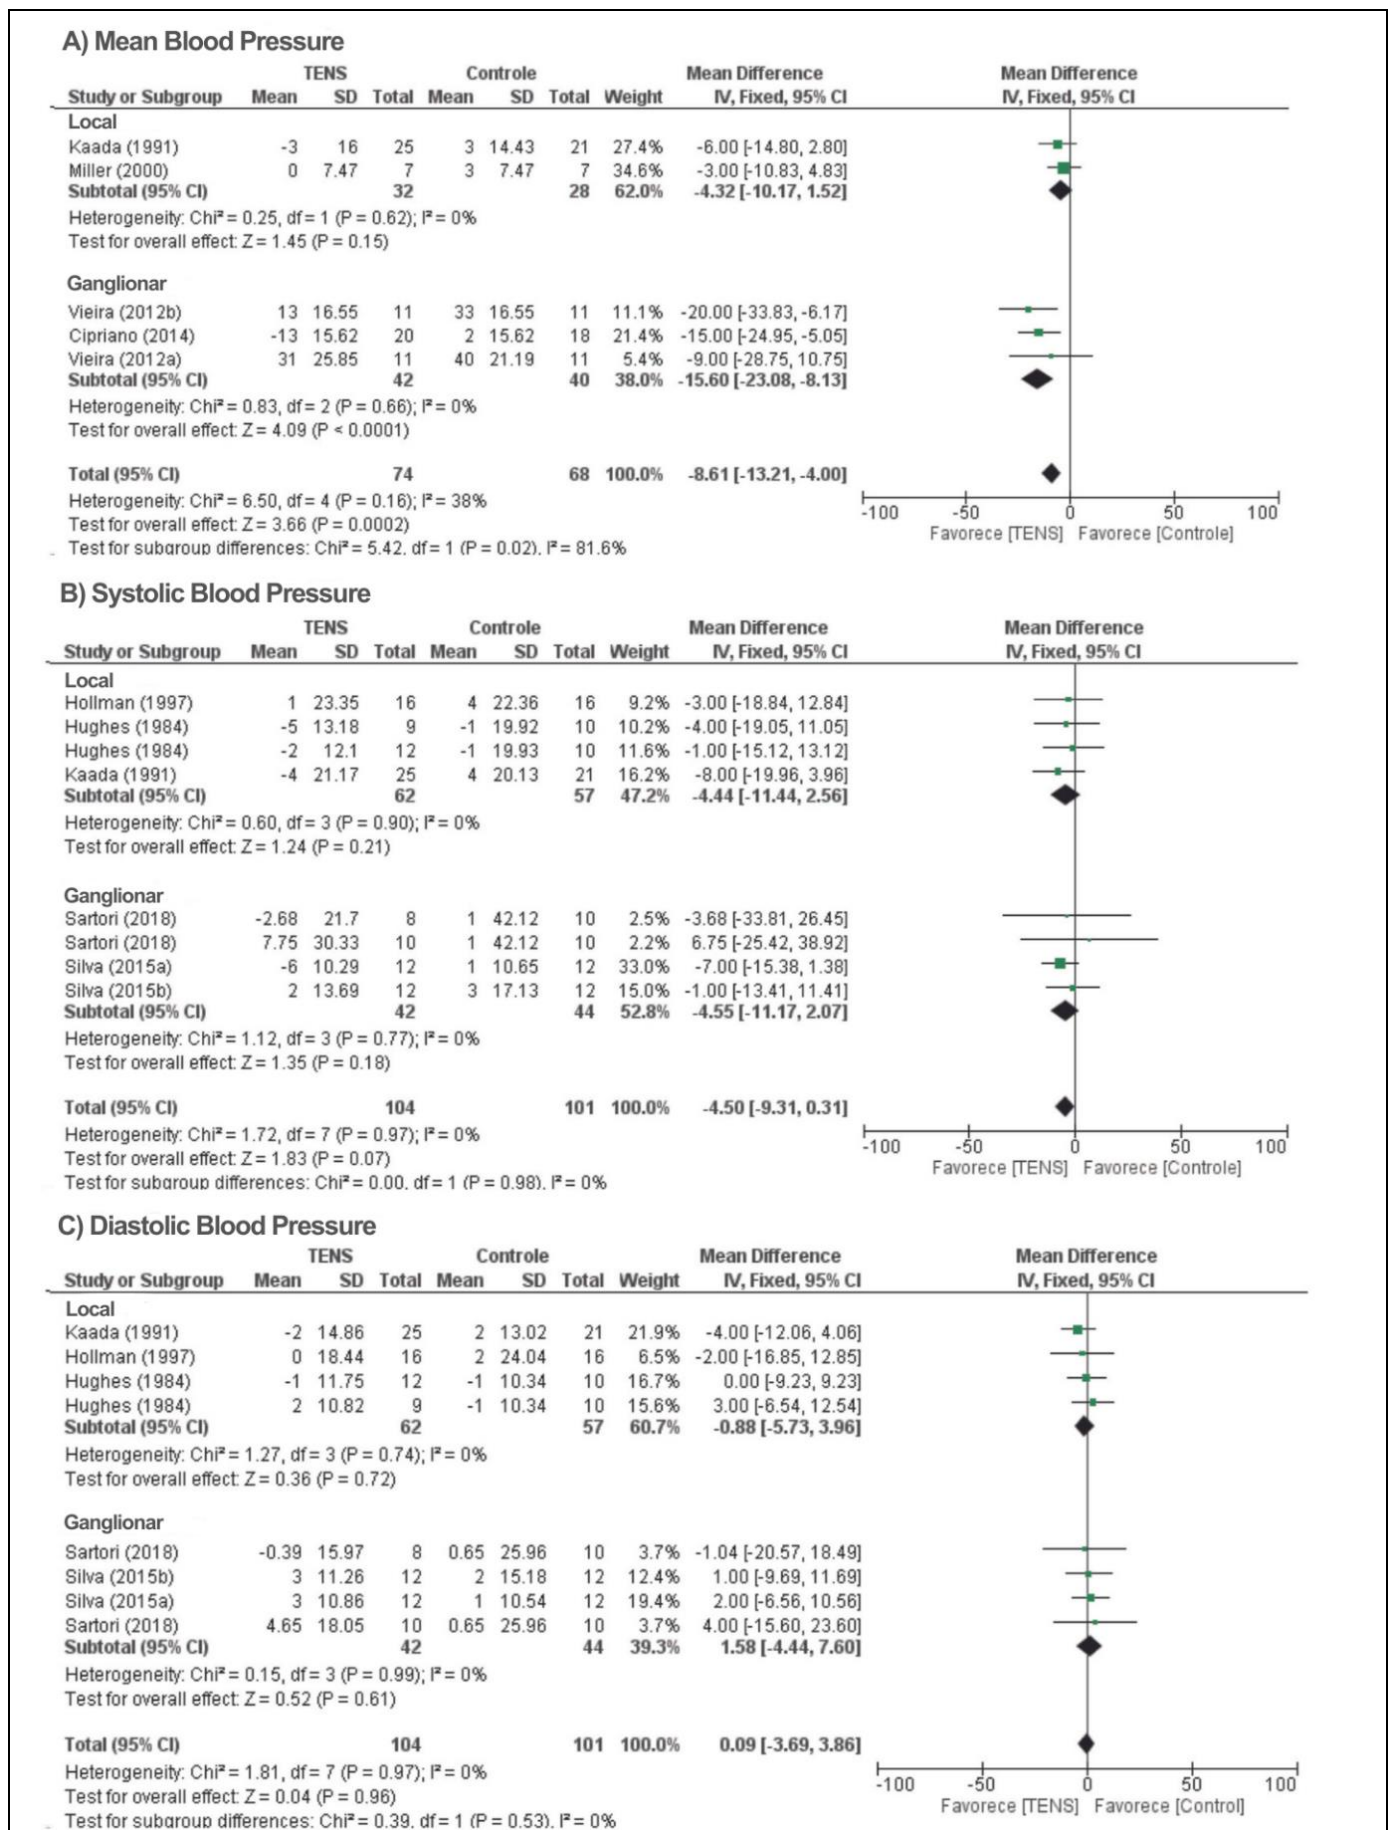 A) Mean Blood Pressure
TENS Controle Mean Difference Mean Difference
Study or Subgroup Mean SD Total Mean SD Total Weight IV, Fixed, 95% CI IV, Fixed, 95% CI
Local
Kaada (1991) -3 16 25 3 14.43 21 27.4% -6.00 [-14.80, 2.80]
Miller (2000) 0 7.47 7 3 7.47 7 34.6% -3.00 [-10.83, 4.83]
Subtotal (95% CI) 32 28 62.0% -4.32 [-10.17, 1.52]
Heterogeneity: Chi² = 0.25, df = 1 (P = 0.62); I² = 0%
Test for overall effect: Z = 1.45 (P = 0.15)
Ganglionar
Vieira (2012b) 13 16.55 11 33 16.55 11 11.1% -20.00 [-33.83, -6.17]
Cipriano (2014) -13 15.62 20 2 15.62 18 21.4% -15.00 [-24.95, -5.05]
Vieira (2012a) 31 25.85 11 40 21.19 11 5.4% -9.00 [-28.75, 10.75]
Subtotal (95% CI) 42 40 38.0% -15.60 [-23.08, -8.13]
Heterogeneity: Chi² = 0.83, df = 2 (P = 0.66); I² = 0%
Test for overall effect: Z = 4.09 (P < 0.0001)
Total (95% CI) 74 68 100.0% -8.61 [-13.21, -4.00]
Heterogeneity: Chi² = 6.50, df = 4 (P = 0.16); I² = 38%
Test for overall effect: Z = 3.66 (P = 0.0002)
Test for subgroup differences: Chi² = 5.42, df = 1 (P = 0.02), I² = 81.6%
-100 -50 0 50 100
Favorece [TENS] Favorece [Controle]
B) Systolic Blood Pressure
TENS Controle Mean Difference Mean Difference
Study or Subgroup Mean SD Total Mean SD Total Weight IV, Fixed, 95% CI IV, Fixed, 95% CI
Local
Hollman (1997) 1 23.35 16 4 22.36 16 9.2% -3.00 [-18.84, 12.84]
Hughes (1984) -5 13.18 9 -1 19.92 10 10.2% -4.00 [-19.05, 11.05]
Hughes (1984) -2 12.1 12 -1 19.93 10 11.6% -1.00 [-15.12, 13.12]
Kaada (1991) -4 21.17 25 4 20.13 21 16.2% -8.00 [-19.96, 3.96]
Subtotal (95% CI) 62 57 47.2% -4.44 [-11.44, 2.56]
Heterogeneity: Chi² = 0.60, df = 3 (P = 0.90); I² = 0%
Test for overall effect: Z = 1.24 (P = 0.21)
Ganglionar
Sartori (2018) -2.68 21.7 8 1 42.12 10 2.5% -3.68 [-33.81, 26.45]
Sartori (2018) 7.75 30.33 10 1 42.12 10 2.2% 6.75 [-25.42, 38.92]
Silva (2015a) -6 10.29 12 1 10.65 12 33.0% -7.00 [-15.38, 1.38]
Silva (2015b) 2 13.69 12 3 17.13 12 15.0% -1.00 [-13.41, 11.41]
Subtotal (95% CI) 42 44 52.8% -4.55 [-11.17, 2.07]
Heterogeneity: Chi² = 1.12, df = 3 (P = 0.77); I² = 0%
Test for overall effect: Z = 1.35 (P = 0.18)
Total (95% CI) 104 101 100.0% -4.50 [-9.31, 0.31]
Heterogeneity: Chi² = 1.72, df = 7 (P = 0.97); I² = 0%
Test for overall effect: Z = 1.83 (P = 0.07)
Test for subgroup differences: Chi² = 0.00, df = 1 (P = 0.98), I² = 0%
-100 -50 0 50 100
Favorece [TENS] Favorece [Controle]
C) Diastolic Blood Pressure
TENS Controle Mean Difference Mean Difference
Study or Subgroup Mean SD Total Mean SD Total Weight IV, Fixed, 95% CI IV, Fixed, 95% CI
Local
Kaada (1991) -2 14.86 25 2 13.02 21 21.9% -4.00 [-12.06, 4.06]
Hollman (1997) 0 18.44 16 2 24.04 16 6.5% -2.00 [-16.85, 12.85]
Hughes (1984) -1 11.75 12 -1 10.34 10 16.7% 0.00 [-9.23, 9.23]
Hughes (1984) 2 10.82 9 -1 10.34 10 15.6% 3.00 [-6.54, 12.54]
Subtotal (95% CI) 62 57 60.7% -0.88 [-5.73, 3.96]
Heterogeneity: Chi² = 1.27, df = 3 (P = 0.74); I² = 0%
Test for overall effect: Z = 0.36 (P = 0.72)
Ganglionar
Sartori (2018) -0.39 15.97 8 0.65 25.96 10 3.7% -1.04 [-20.57, 18.49]
Silva (2015b) 3 11.26 12 2 15.18 12 12.4% 1.00 [-9.69, 11.69]
Silva (2015a) 3 10.86 12 1 10.54 12 19.4% 2.00 [-6.56, 10.56]
Sartori (2018) 4.65 18.05 10 0.65 25.96 10 3.7% 4.00 [-15.60, 23.60]
Subtotal (95% CI) 42 44 39.3% 1.58 [-4.44, 7.60]
Heterogeneity: Chi² = 0.15, df = 3 (P = 0.99); I² = 0%
Test for overall effect: Z = 0.52 (P = 0.61)
Total (95% CI) 104 101 100.0% 0.09 [-3.69, 3.86]
Heterogeneity: Chi² = 1.81, df = 7 (P = 0.97); I² = 0%
Test for overall effect: Z = 0.04 (P = 0.96)
Test for subgroup differences: Chi² = 0.39, df = 1 (P = 0.53), I² = 0%
-100 -50 0 50 100
Favorece [TENS] Favorece [Control]